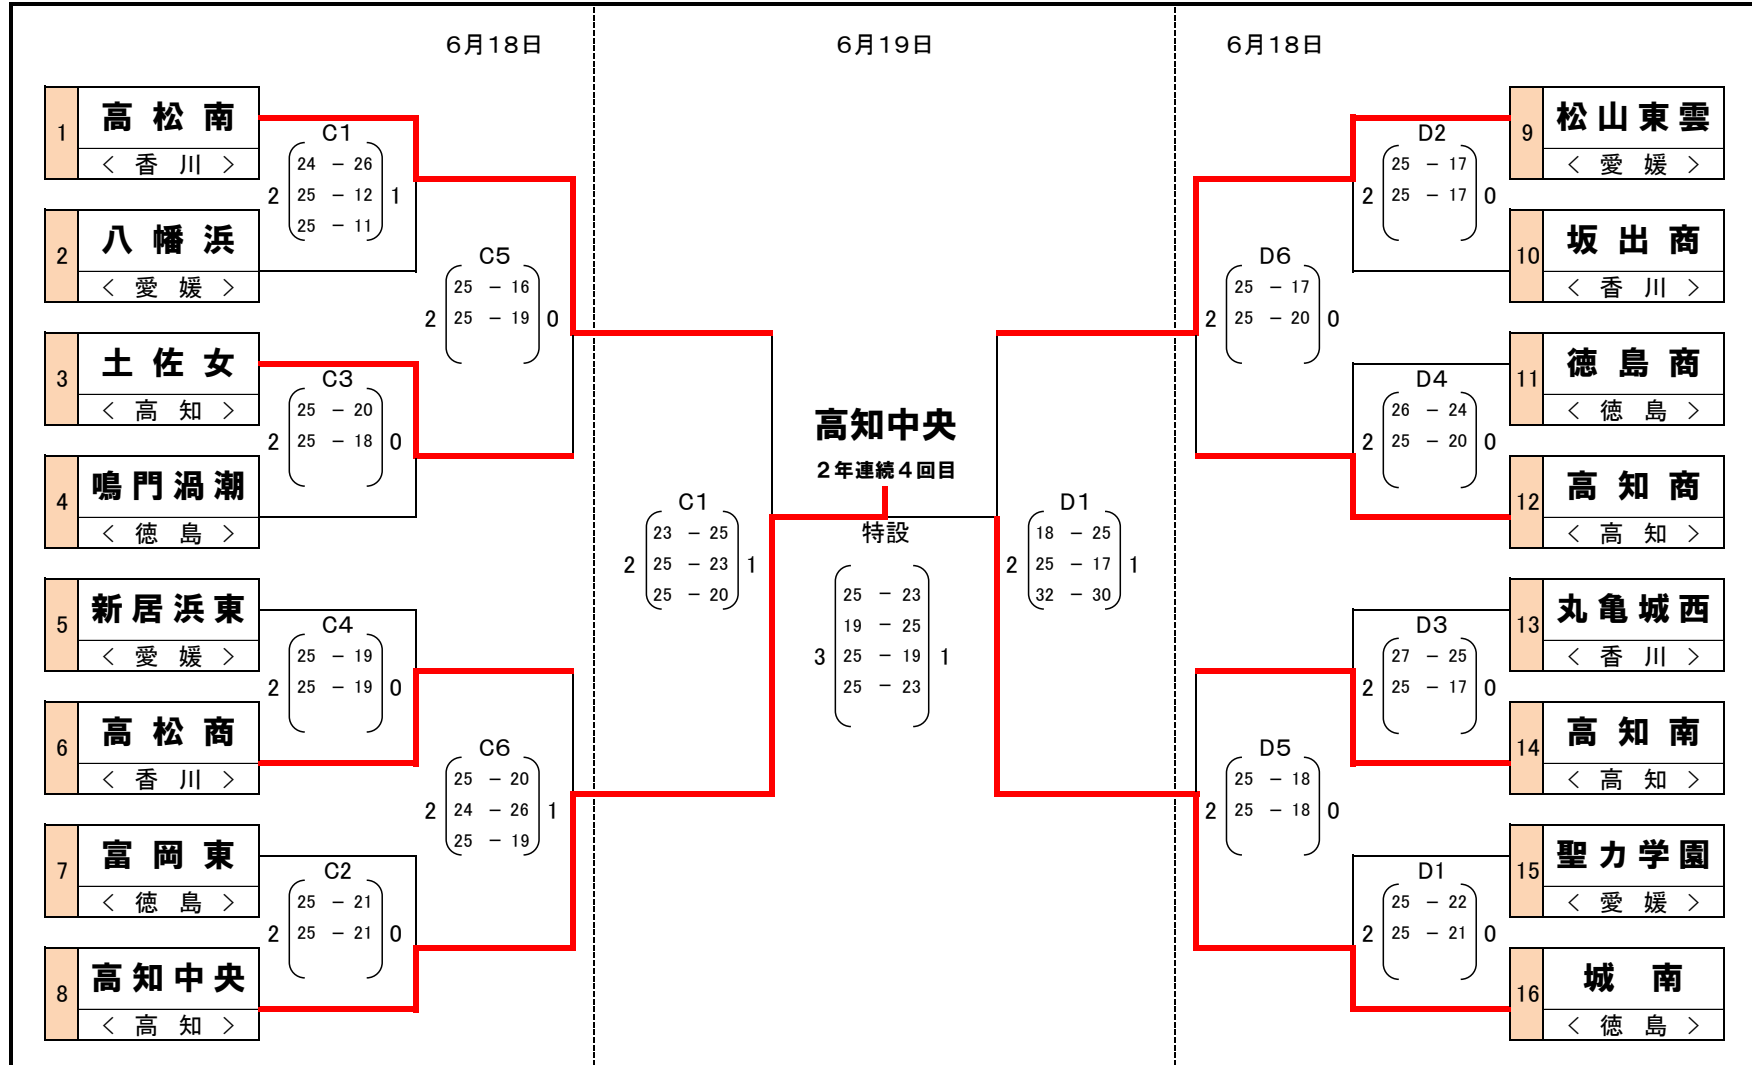 6月18日
6月19日
6月18日
1 高松南
＜ 香 川 ＞
2 八幡浜
＜ 愛 媛 ＞
3 土佐女
＜ 高 知 ＞
4 鳴門渦潮
＜ 徳 島 ＞
5 新居浜東
＜ 愛 媛 ＞
6 高松商
＜ 香 川 ＞
7 富岡東
＜ 徳 島 ＞
8 高知中央
＜ 高 知 ＞
C1
24 － 26
2 25 － 12 1
25 － 11
C3
25 － 20
2 25 － 18 0
C4
25 － 19
2 25 － 19 0
C2
25 － 21
2 25 － 21 0
C5
25 － 16
2 25 － 19 0
C6
25 － 20
2 24 － 26 1
25 － 19
C1
23 － 25
2 25 － 23 1
25 － 20
高知中央
2年連続4回目
特設
25 － 23
19 － 25
3 25 － 19 1
25 － 23
D1
18 － 25
2 25 － 17 1
32 － 30
D6
25 － 17
2 25 － 20 0
D5
25 － 18
2 25 － 18 0
D2
25 － 17
2 25 － 17 0
D4
26 － 24
2 25 － 20 0
D3
27 － 25
2 25 － 17 0
D1
25 － 22
2 25 － 21 0
9 松山東雲
＜ 愛 媛 ＞
10 坂出商
＜ 香 川 ＞
11 徳島商
＜ 徳 島 ＞
12 高知商
＜ 高 知 ＞
13 丸亀城西
＜ 香 川 ＞
14 高知南
＜ 高 知 ＞
15 聖カ学園
＜ 愛 媛 ＞
16 城南
＜ 徳 島 ＞